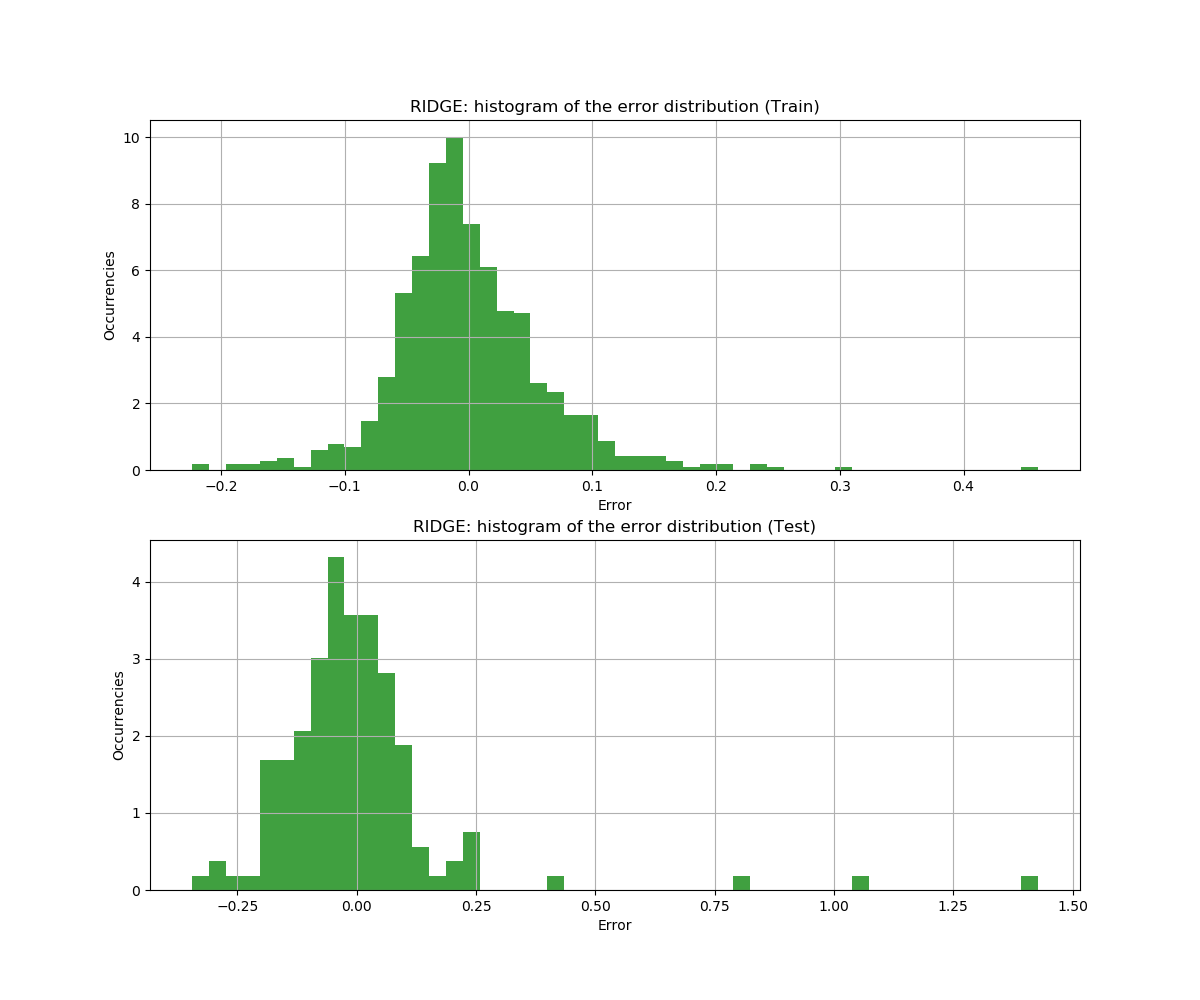 RIDGE: histogram of the error distribution (Train)
10
8
6
4
2
0
Occurrencies
−0.2 −0.1 0.0 0.1 0.2 0.3 0.4
Error
RIDGE: histogram of the error distribution (Test)
4
3
2
1
0
Occurrencies
−0.25 0.00 0.25 0.50 0.75 1.00 1.25 1.50
Error